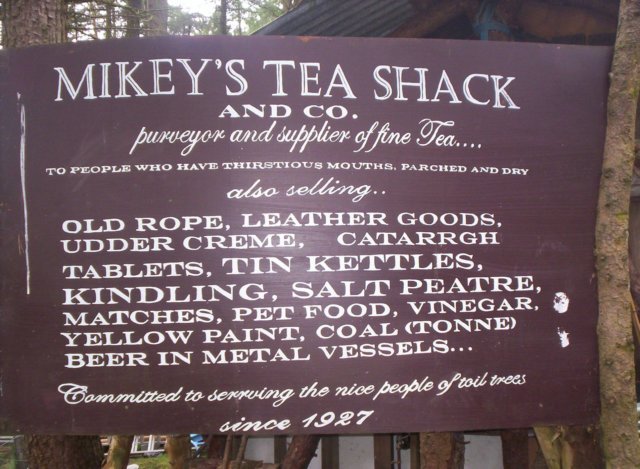 MIKEY'S TEA SHACK
AND CO.
purveyor and supplier of fine Tea....
TO PEOPLE WHO HAVE THIRSTIOUS MOUTHS, PARCHED AND DRY
also selling..
OLD ROPE, LEATHER GOODS,
UDDER CREME, CATARRGH
TABLETS, TIN KETTLES,
KINDLING, SALT PEATRE,
MATCHES, PET FOOD, VINEGAR,
YELLOW PAINT, COAL (TONNE)
BEER IN METAL VESSELS...
Committed to serrving the nice people of toil trees
since 1927